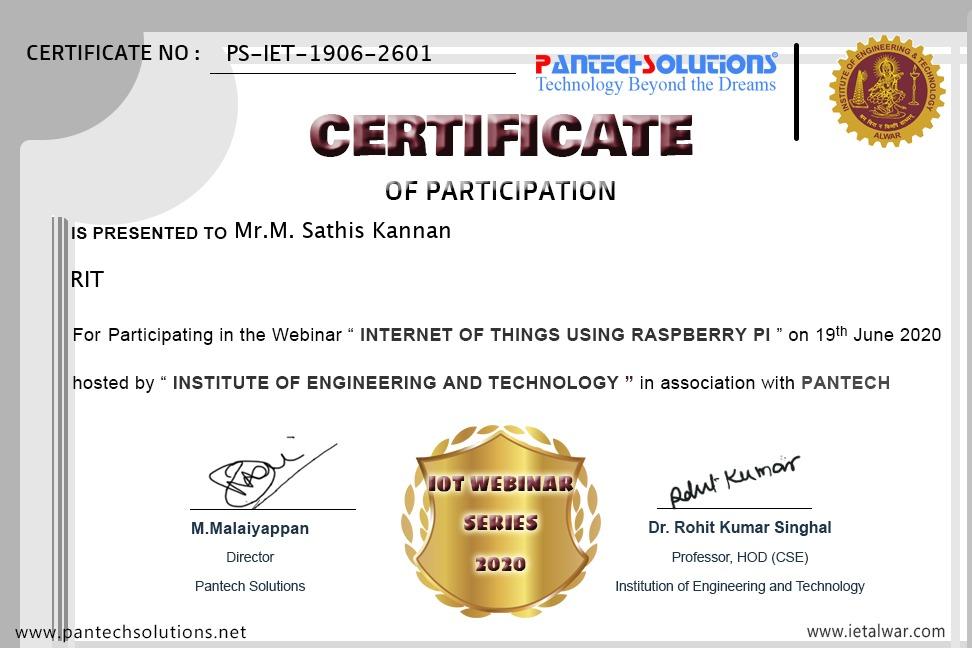 CERTIFICATE NO : PS-IET-1906-2601
PANTECHSOLUTIONS
Technology Beyond the Dreams
INSTITUTE OF ENGINEERING & TECHNOLOGY
ALWAR
CERTIFICATE
OF PARTICIPATION
IS PRESENTED TO Mr.M. Sathis Kannan
RIT
For Participating in the Webinar “ INTERNET OF THINGS USING RASPBERRY PI ” on 19th June 2020
hosted by “ INSTITUTE OF ENGINEERING AND TECHNOLOGY ” in association with PANTECH
IOT WEBINAR
SERIES
2020
M.Malaiyappan
Director
Pantech Solutions
Rohit Kumar
Dr. Rohit Kumar Singhal
Professor, HOD (CSE)
Institution of Engineering and Technology
www.pantechsolutions.net
www.ietalwar.com